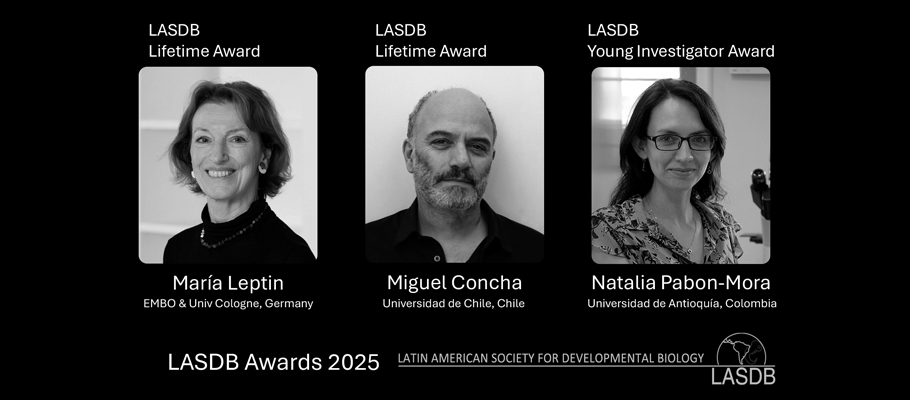 LASDB
Lifetime Award
LASDB
Lifetime Award
LASDB
Young Investigator Award
María Leptin
EMBO & Univ Cologne, Germany
Miguel Concha
Universidad de Chile, Chile
Natalia Pabon-Mora
Universidad de Antioquía, Colombia
LASDB Awards 2025
LATIN AMERICAN SOCIETY FOR DEVELOPMENTAL BIOLOGY
LASDB